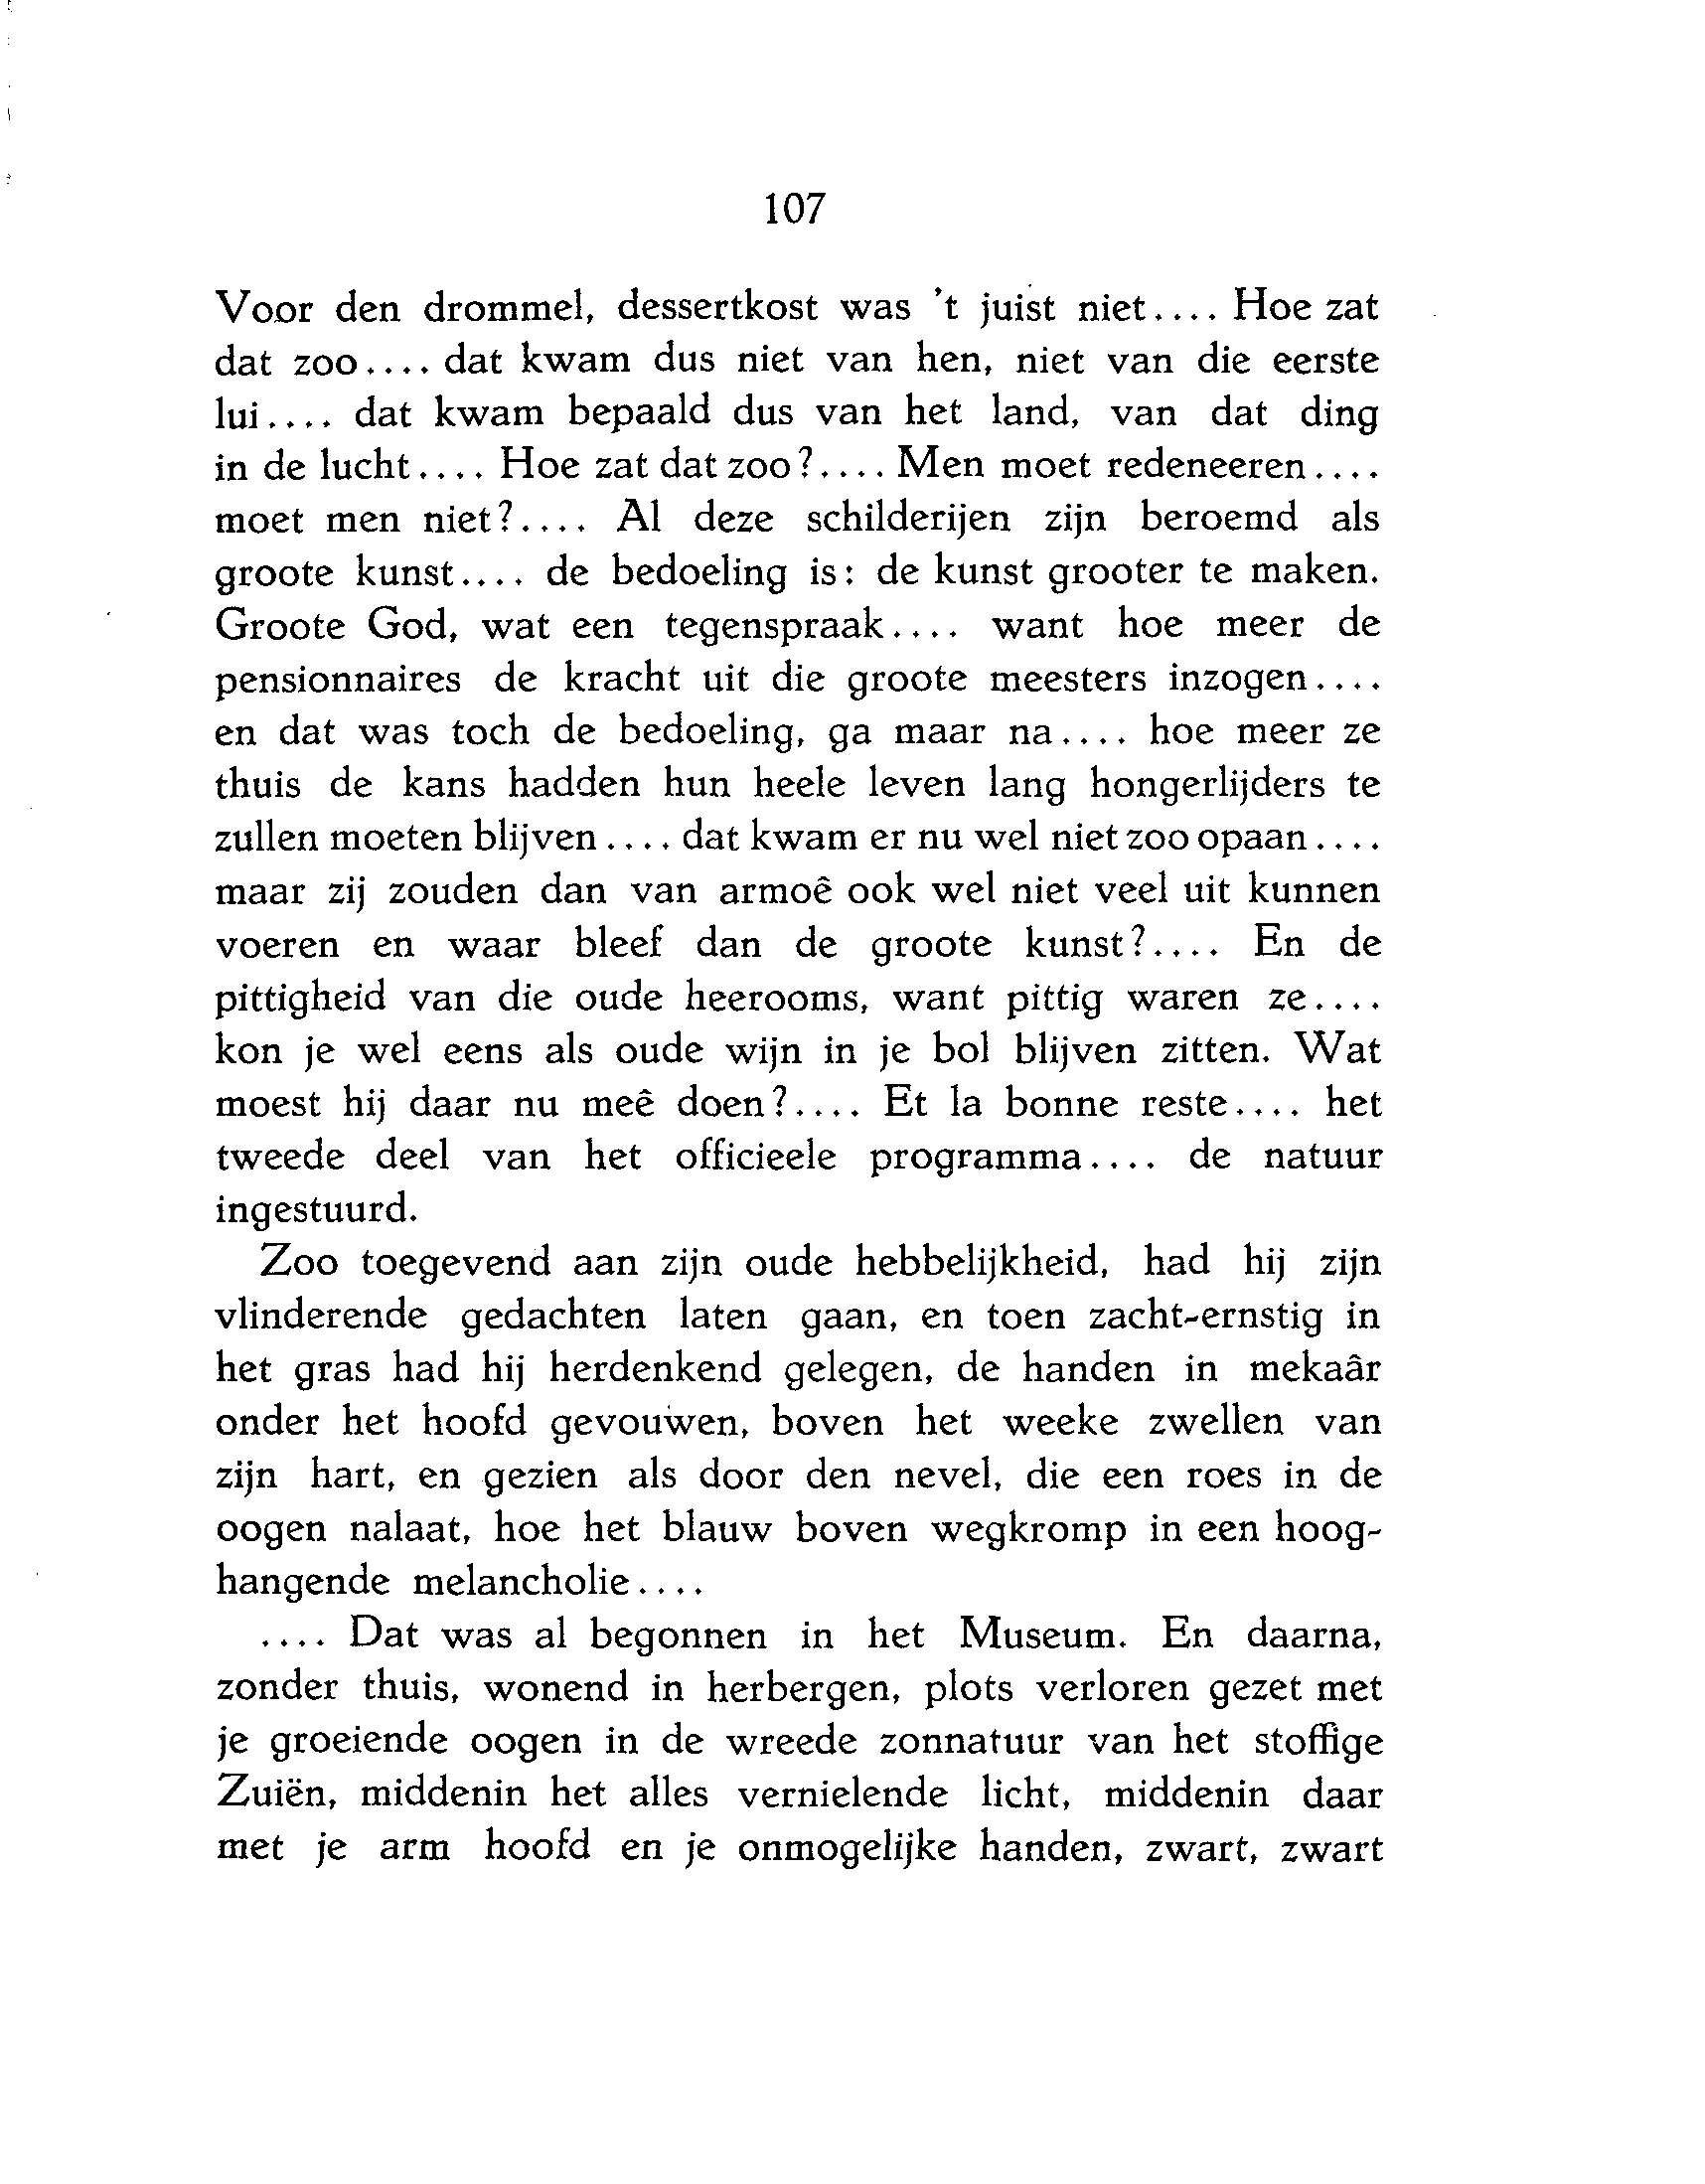 107
Voor den drommel, dessertkost was 't juist niet.... Hoe zat
dat zoo.... dat kwam dus niet van hen, niet van die eerste
lui.... dat kwam bepaald dus van het land, van dat ding
in de lucht.... Hoe zat dat zoo?.... Men moet redeneeren....
moet men niet?.... Al deze schilderijen zijn beroemd als
groote kunst.... de bedoeling is: de kunst grooter te maken.
Groote God, wat een tegenspraak.... want hoe meer de
pensionnaires de kracht uit die groote meesters inzogen....
en dat was toch de bedoeling, ga maar na.... hoe meer ze
thuis de kans hadden hun heele leven lang hongerlijders te
zullen moeten blijven.... dat kwam er nu wel niet zoo opaan....
maar zij zouden dan van armoê ook wel niet veel uit kunnen
voeren en waar bleef dan de groote kunst?.... En de
pittigheid van die oude heerooms, want pittig waren ze....
kon je wel eens als oude wijn in je bol blijven zitten. Wat
moest hij daar nu meê doen?.... Et la bonne reste.... het
tweede deel van het officieele programma.... de natuur
ingestuurd.
Zoo toegevend aan zijn oude hebbelijkheid, had hij zijn
vlinderende gedachten laten gaan, en toen zacht-ernstig in
het gras had hij herdenkend gelegen, de handen in mekaâr
onder het hoofd gevouwen, boven het weeke zwellen van
zijn hart, en gezien als door den nevel, die een roes in de
oogen nalaat, hoe het blauw boven wegkromp in een hoog-
hangende melancholie....
.... Dat was al begonnen in het Museum. En daarna,
zonder thuis, wonend in herbergen, plots verloren gezet met
je groeiende oogen in de wreede zonnatuur van het stoffige
Zuiën, middenin het alles vernielende licht, middenin daar
met je arm hoofd en je onmogelijke handen, zwart, zwart